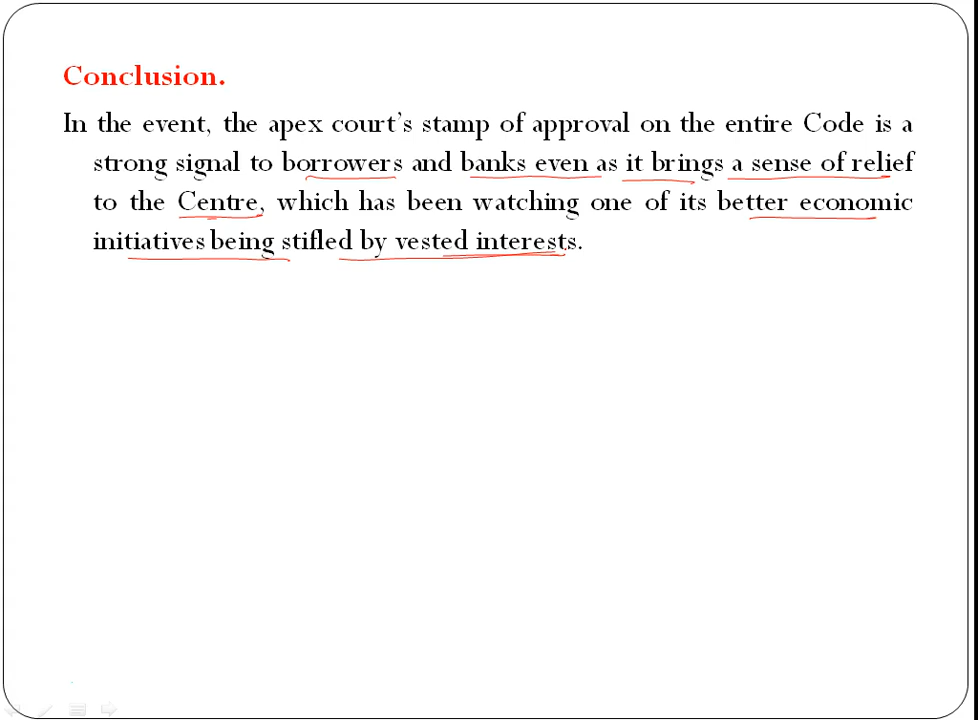 Conclusion.
In the event, the apex court's stamp of approval on the entire Code is a
strong signal to borrowers and banks even as it brings a sense of relief
to the Centre, which has been watching one of its better economic
initiatives being stifled by vested interests.